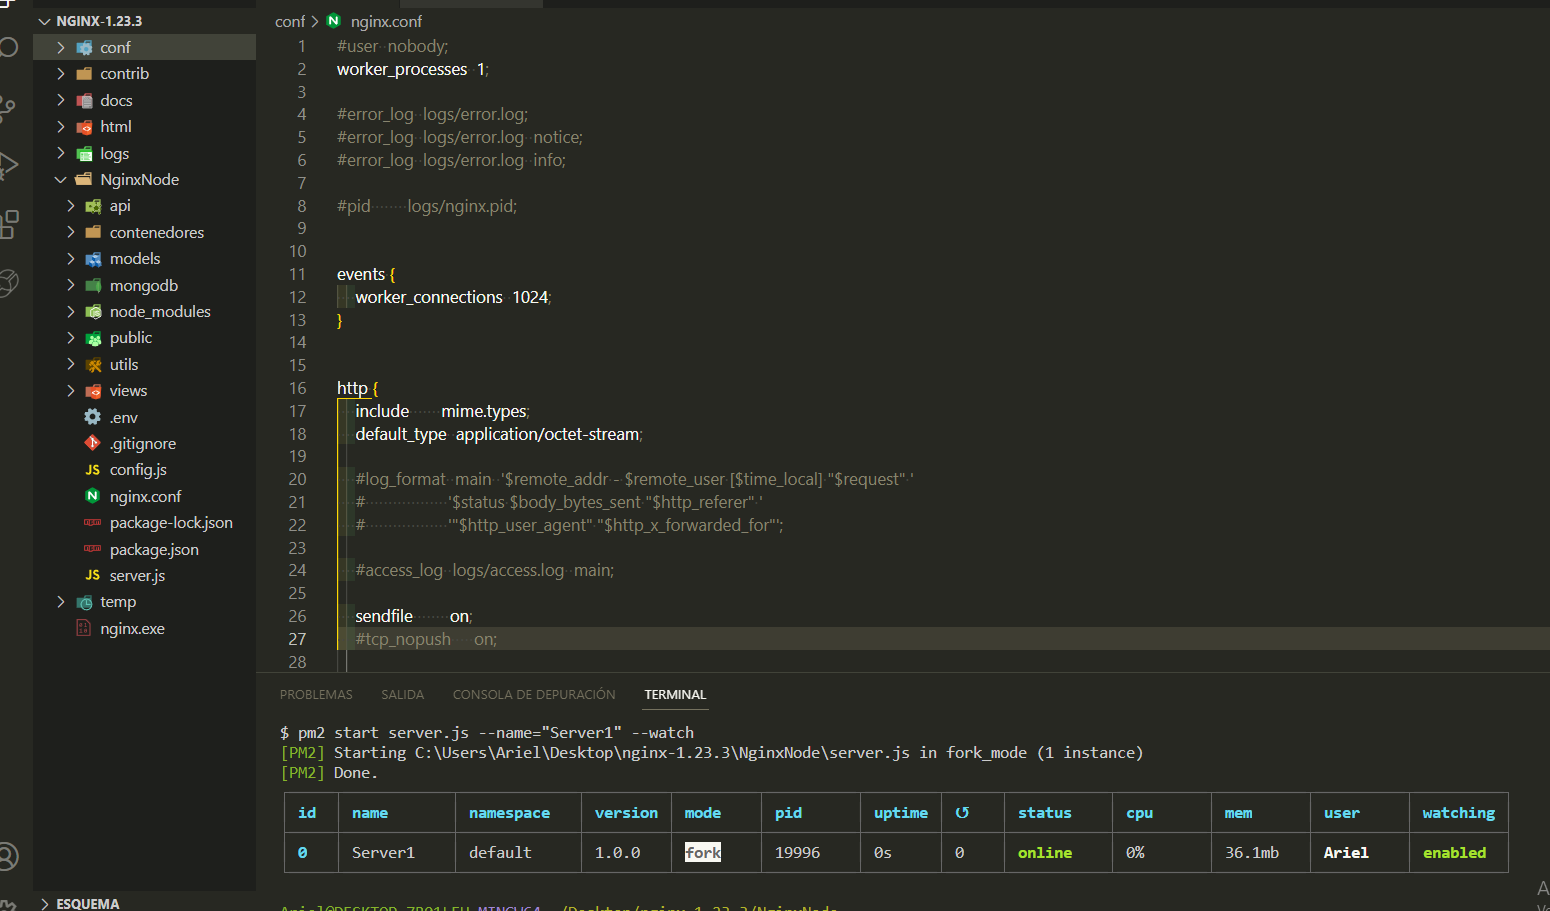 NGINX-1.23.3
conf
contrib
docs
html
logs
NginxNode
api
contenedores
models
mongodb
node_modules
public
utils
views
.env
.gitignore
JS config.js
nginx.conf
package-lock.json
package.json
JS server.js
temp
nginx.exe
ESQUEMA
conf > N nginx.conf
1 #user nobody;
2 worker_processes 1;
3
4 #error_log logs/error.log;
5 #error_log logs/error.log notice;
6 #error_log logs/error.log info;
7
8 #pid logs/nginx.pid;
9
10
11 events {
12 worker_connections 1024;
13 }
14
15
16 http {
17 include mime.types;
18 default_type application/octet-stream;
19
20 #log_format main '$remote_addr - $remote_user [$time_local] "$request" '
21 # '$status $body_bytes_sent "$http_referer" '
22 # '"$http_user_agent" "$http_x_forwarded_for"';
23
24 #access_log logs/access.log main;
25
26 sendfile on;
27 #tcp_nopush on;
28
PROBLEMAS SALIDA CONSOLA DE DEPURACIÓN TERMINAL
$ pm2 start server.js --name="Server1" --watch
[PM2] Starting C:\Users\Ariel\Desktop\nginx-1.23.3\NginxNode\server.js in fork_mode (1 instance)
[PM2] Done.
id name namespace version mode pid uptime ↺ status cpu mem user watching
0 Server1 default 1.0.0 fork 19996 0s 0 online 0% 36.1mb Ariel enabled